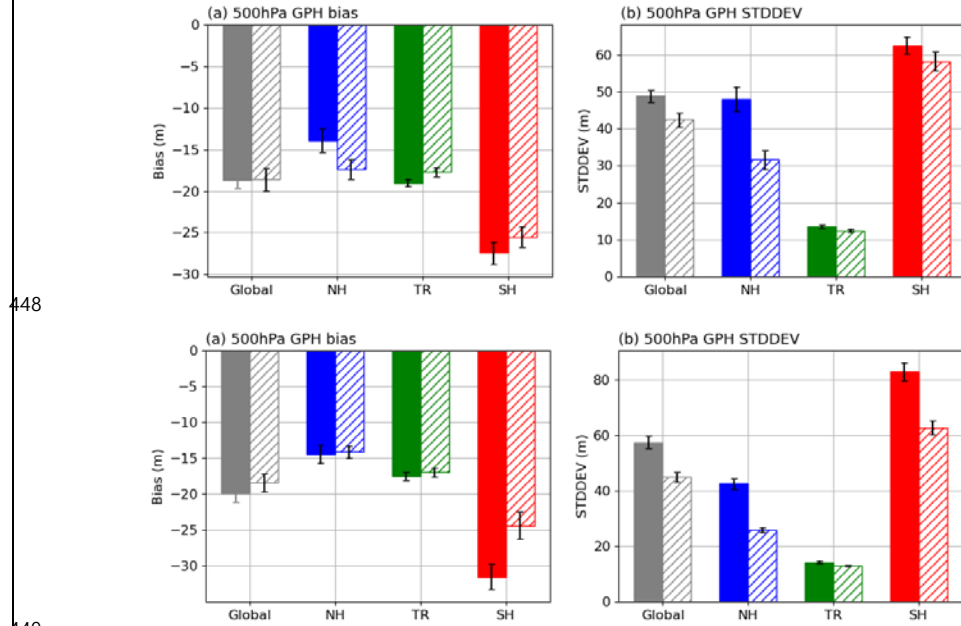 (a) 500hPa GPH bias
(b) 500hPa GPH STDDEV
0
−5
−10
−15
−20
−25
−30
Bias (m)
Global NH TR SH
60
50
40
30
20
10
0
STDDEV (m)
Global NH TR SH
448
(a) 500hPa GPH bias
(b) 500hPa GPH STDDEV
0
−5
−10
−15
−20
−25
−30
Bias (m)
Global NH TR SH
80
60
40
20
0
STDDEV (m)
Global NH TR SH